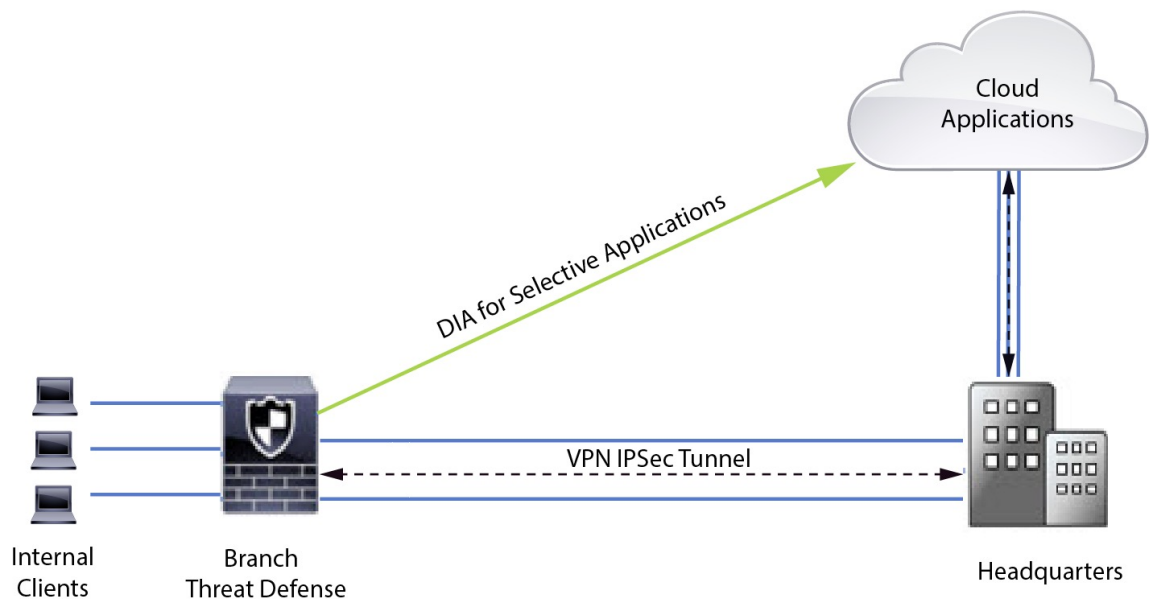 Cloud
Applications
DIA for Selective Applications
VPN IPSec Tunnel
Internal
Clients
Branch
Threat Defense
Headquarters